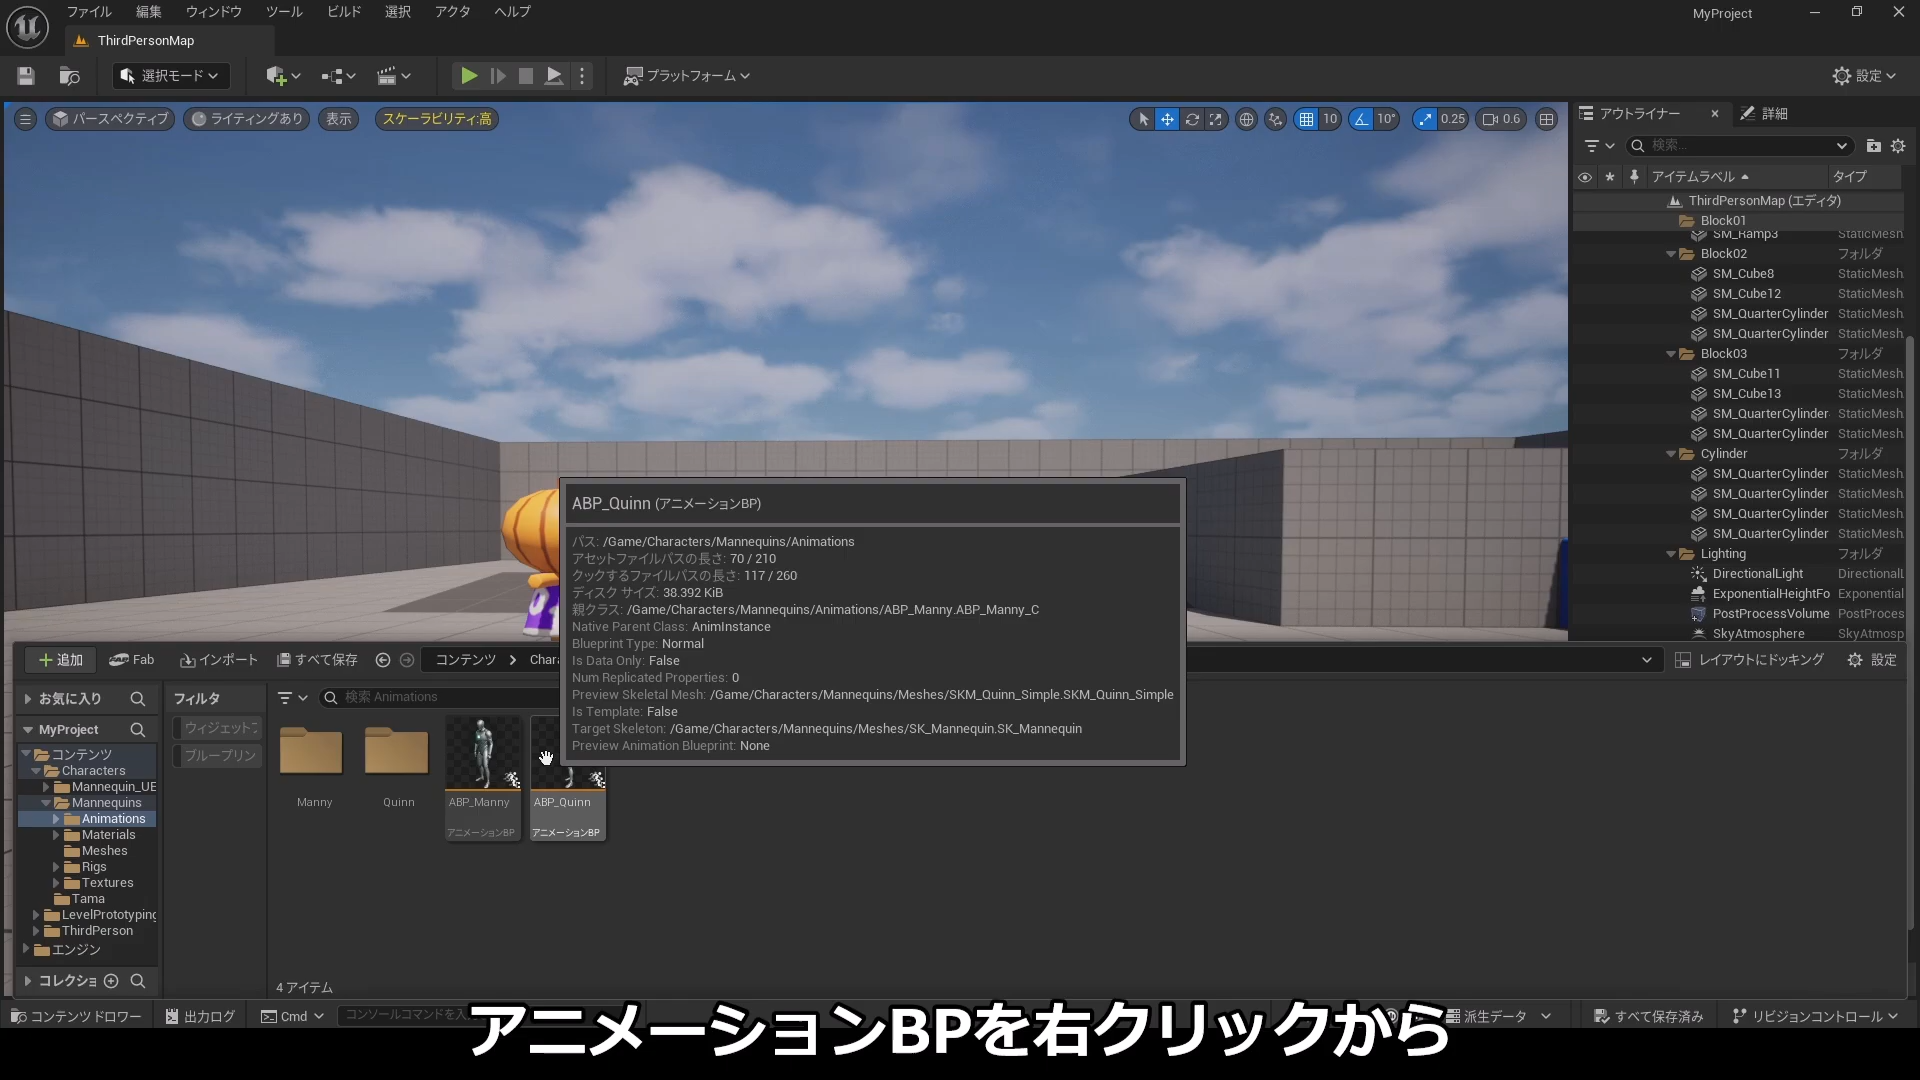 ファイル 編集 ウィンドウ ツール ビルド 選択 アクタ ヘルプ
MyProject
ThirdPersonMap
選択モード
プラットフォーム
設定
パースペクティブ ライティングあり 表示 スケーラビリティ:高
10 10° 0.25 0.6
アウトライナー 詳細
検索...
アイテムラベル タイプ
ThirdPersonMap (エディタ)
Block01
SM_Ramp3 StaticMesh
Block02 フォルダ
SM_Cube8 StaticMesh
SM_Cube12 StaticMesh
SM_QuarterCylinder StaticMesh
SM_QuarterCylinder StaticMesh
Block03 フォルダ
SM_Cube11 StaticMesh
SM_Cube13 StaticMesh
SM_QuarterCylinder StaticMesh
SM_QuarterCylinder StaticMesh
Cylinder フォルダ
SM_QuarterCylinder StaticMesh
SM_QuarterCylinder StaticMesh
SM_QuarterCylinder StaticMesh
SM_QuarterCylinder StaticMesh
Lighting フォルダ
DirectionalLight DirectionalL
ExponentialHeightFo Exponential
PostProcessVolume PostProces
SkyAtmosphere SkyAtmosp
ABP_Quinn (アニメーションBP)
パス: /Game/Characters/Mannequins/Animations
アセットファイルパスの長さ: 70 / 210
クックするファイルパスの長さ: 117 / 260
ディスク サイズ: 38.392 KiB
親クラス: /Game/Characters/Mannequins/Animations/ABP_Manny.ABP_Manny_C
Native Parent Class: AnimInstance
Blueprint Type: Normal
Is Data Only: False
Num Replicated Properties: 0
Preview Skeletal Mesh: /Game/Characters/Mannequins/Meshes/SKM_Quinn_Simple.SKM_Quinn_Simple
Is Template: False
Target Skeleton: /Game/Characters/Mannequins/Meshes/SK_Mannequin.SK_Mannequin
Preview Animation Blueprint: None
追加 Fab インポート すべて保存 コンテンツ Chara
レイアウトにドッキング 設定
お気に入り
MyProject
コンテンツ
Characters
Mannequin_UE
Mannequins
Animations
Materials
Meshes
Rigs
Textures
Tama
LevelPrototyping
ThirdPerson
エンジン
コレクショ
フィルタ
ウィジェット
ブループリン
検索 Animations
Manny
Quinn
ABP_Manny
アニメーションBP
ABP_Quinn
アニメーションBP
4 アイテム
コンテンツドロワー 出力ログ Cmd コンソールコマンドを入
派生データ すべて保存済み リビジョンコントロール
アニメーションBPを右クリックから